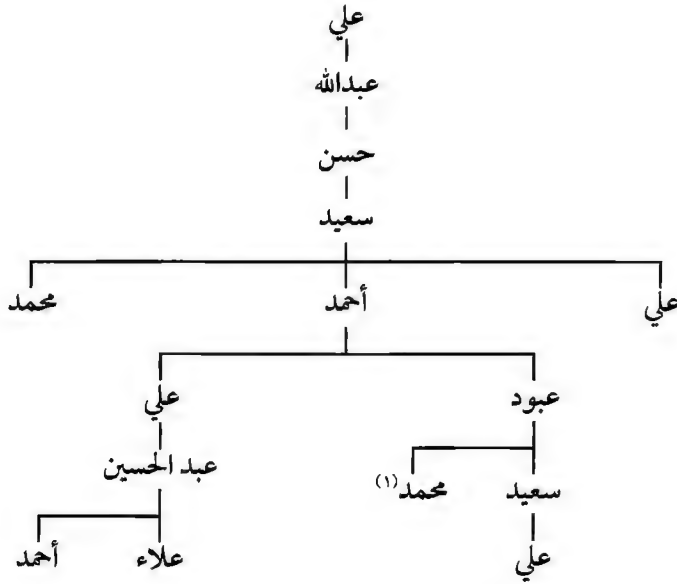 علي
عبدالله
حسن
سعيد
علي أحمد محمد
عبود علي
سعيد محمد(١) عبد الحسين
علي علاء أحمد